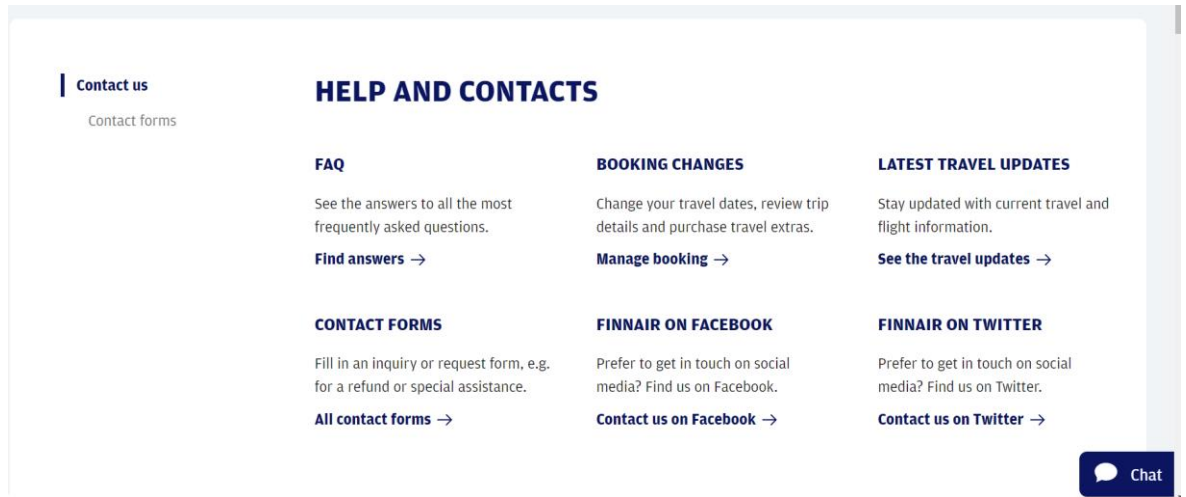 Contact us
Contact forms
HELP AND CONTACTS
FAQ
See the answers to all the most
frequently asked questions.
Find answers →
BOOKING CHANGES
Change your travel dates, review trip
details and purchase travel extras.
Manage booking →
LATEST TRAVEL UPDATES
Stay updated with current travel and
flight information.
See the travel updates →
CONTACT FORMS
Fill in an inquiry or request form, e.g.
for a refund or special assistance.
All contact forms →
FINNAIR ON FACEBOOK
Prefer to get in touch on social
media? Find us on Facebook.
Contact us on Facebook →
FINNAIR ON TWITTER
Prefer to get in touch on social
media? Find us on Twitter.
Contact us on Twitter →
Chat